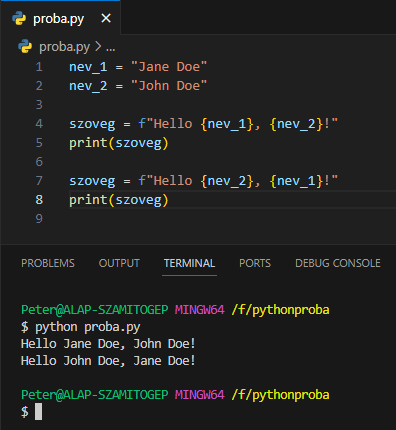 proba.py ×
proba.py > ...
1 nev_1 = "Jane Doe"
2 nev_2 = "John Doe"
3
4 szoveg = f"Hello {nev_1}, {nev_2}!"
5 print(szoveg)
6
7 szoveg = f"Hello {nev_2}, {nev_1}!"
8 print(szoveg)
9
PROBLEMS OUTPUT TERMINAL PORTS DEBUG CONSOLE
Peter@ALAP-SZAMITOGEP MINGW64 /f/pythonproba
$ python proba.py
Hello Jane Doe, John Doe!
Hello John Doe, Jane Doe!
Peter@ALAP-SZAMITOGEP MINGW64 /f/pythonproba
$